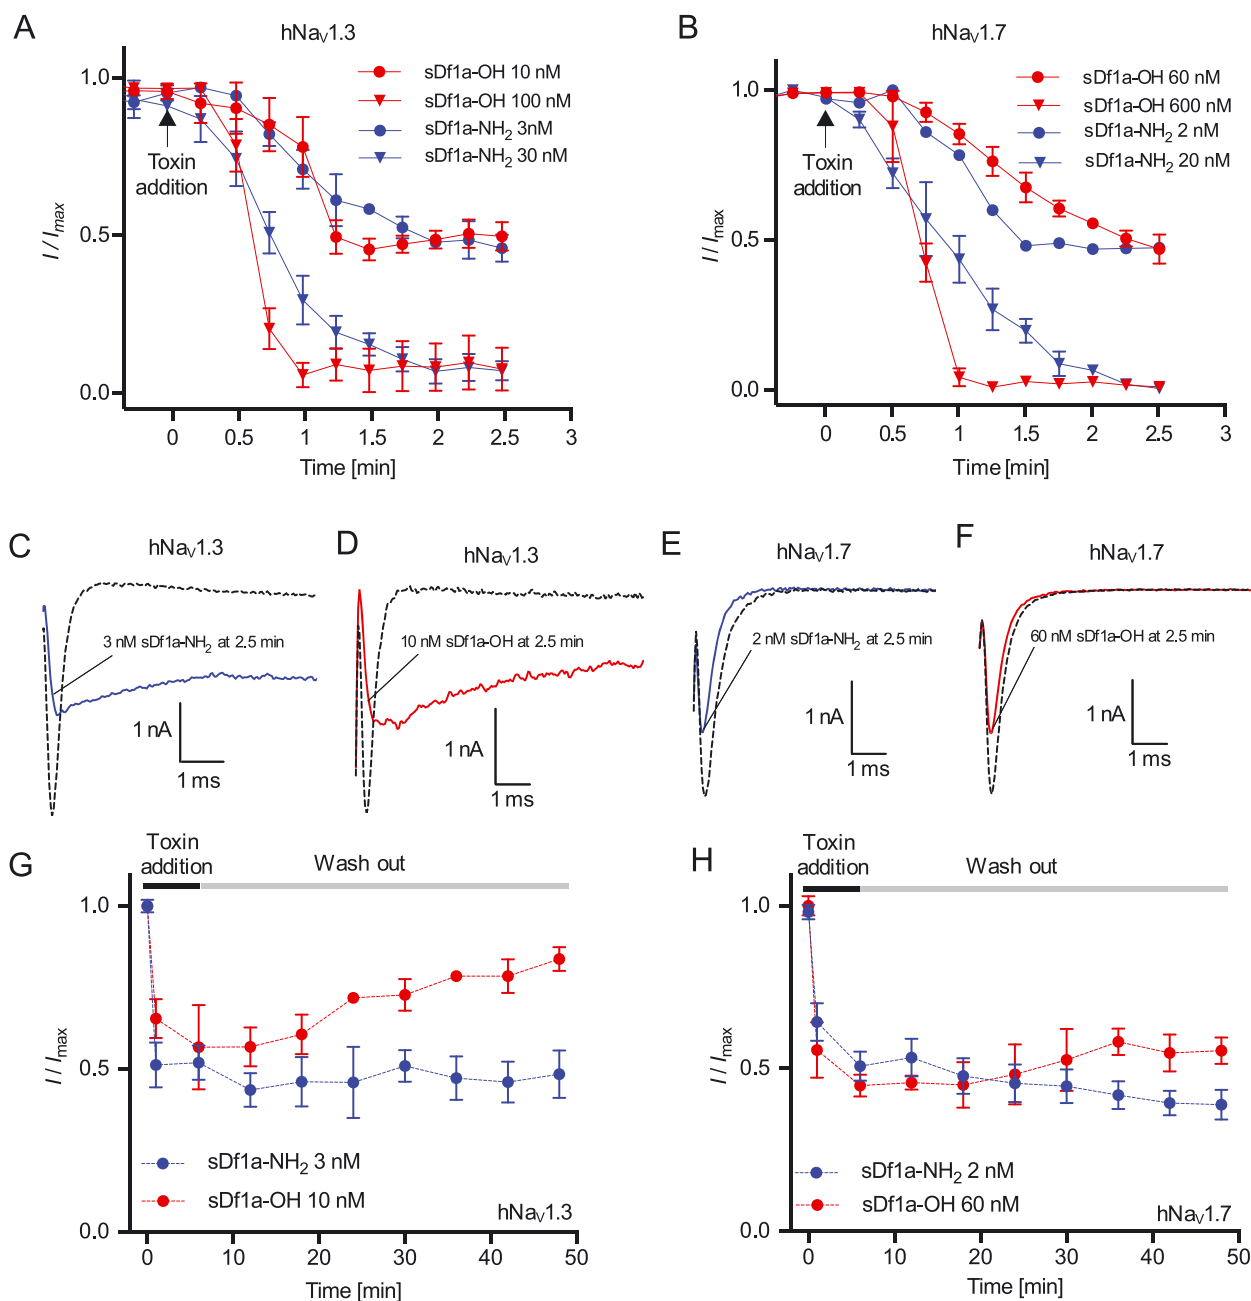 A
hNaV1.3
sDf1a-OH 10 nM
sDf1a-OH 100 nM
sDf1a-NH2 3nM
sDf1a-NH2 30 nM
Toxin
addition
1.0
0.5
0.0
I / Imax
0 0.5 1 1.5 2 2.5 3
Time [min]
B
hNaV1.7
sDf1a-OH 60 nM
sDf1a-OH 600 nM
sDf1a-NH2 2 nM
sDf1a-NH2 20 nM
Toxin
addition
1.0
0.5
0.0
I / Imax
0 0.5 1 1.5 2 2.5 3
Time [min]
C
hNaV1.3
3 nM sDf1a-NH2 at 2.5 min
1 nA
1 ms
D
hNaV1.3
10 nM sDf1a-OH at 2.5 min
1 nA
1 ms
E
hNaV1.7
2 nM sDf1a-NH2 at 2.5 min
1 nA
1 ms
F
hNaV1.7
60 nM sDf1a-OH at 2.5 min
1 nA
1 ms
G
Toxin
addition
Wash out
1.0
0.5
0.0
I / Imax
sDf1a-NH2 3 nM
sDf1a-OH 10 nM
hNaV1.3
0 10 20 30 40 50
Time [min]
H
Toxin
addition
Wash out
1.0
0.5
0.0
I / Imax
sDf1a-NH2 2 nM
sDf1a-OH 60 nM
hNaV1.7
0 10 20 30 40 50
Time [min]